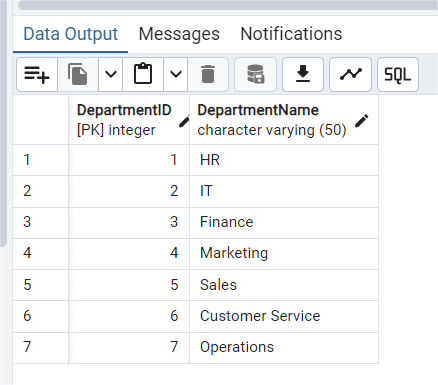 Data Output Messages Notifications
SQL
DepartmentID DepartmentName
[PK] integer character varying (50)
1 1 HR
2 2 IT
3 3 Finance
4 4 Marketing
5 5 Sales
6 6 Customer Service
7 7 Operations